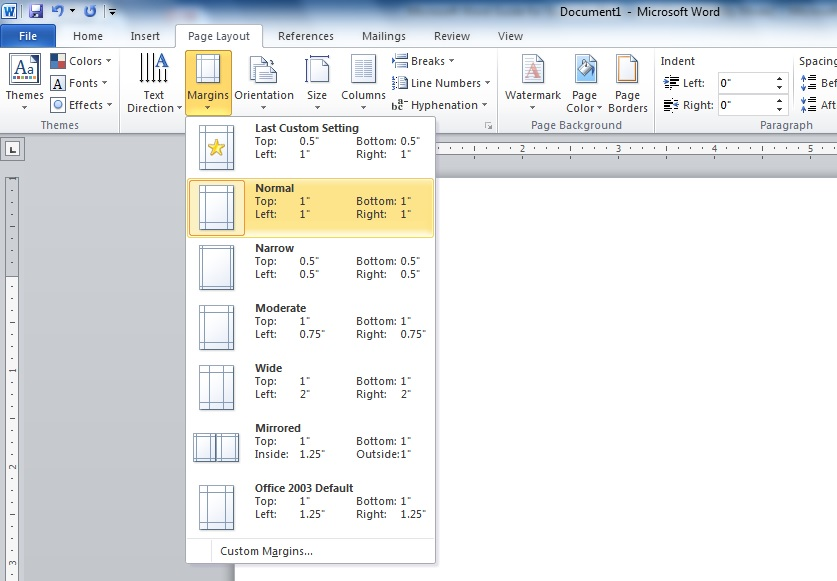 W
Document1 - Microsoft Word
File Home Insert Page Layout References Mailings Review View
Themes
Colors
Fonts
Effects
Text Direction
Margins
Orientation
Size
Columns
Breaks
Line Numbers
Hyphenation
Watermark
Page Color
Page Borders
Indent
Left: 0"
Right: 0"
Spacing
Bef
Aft
Themes
Page Background
Paragraph
2 3 4 5
1
2
3
Last Custom Setting
Top: 0.5" Bottom: 0.5"
Left: 1" Right: 1"
Normal
Top: 1" Bottom: 1"
Left: 1" Right: 1"
Narrow
Top: 0.5" Bottom: 0.5"
Left: 0.5" Right: 0.5"
Moderate
Top: 1" Bottom: 1"
Left: 0.75" Right: 0.75"
Wide
Top: 1" Bottom: 1"
Left: 2" Right: 2"
Mirrored
Top: 1" Bottom: 1"
Inside: 1.25" Outside:1"
Office 2003 Default
Top: 1" Bottom: 1"
Left: 1.25" Right: 1.25"
Custom Margins...